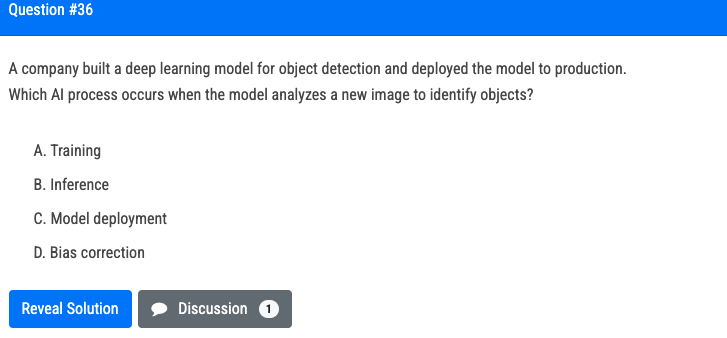 Question #36
A company built a deep learning model for object detection and deployed the model to production.
Which AI process occurs when the model analyzes a new image to identify objects?
A. Training
B. Inference
C. Model deployment
D. Bias correction
Reveal Solution
Discussion 1